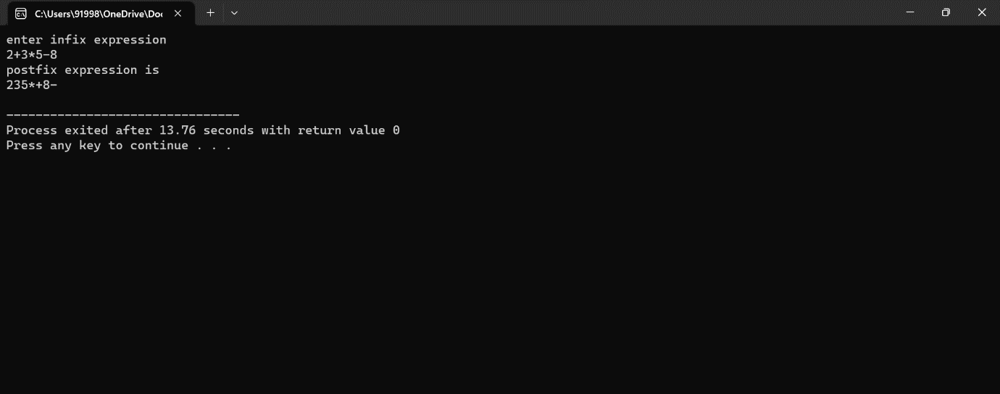 C:\Users\91998\OneDrive\Doc
enter infix expression
2+3*5-8
postfix expression is
235*+8-
--------------------------------
Process exited after 13.76 seconds with return value 0
Press any key to continue . . .